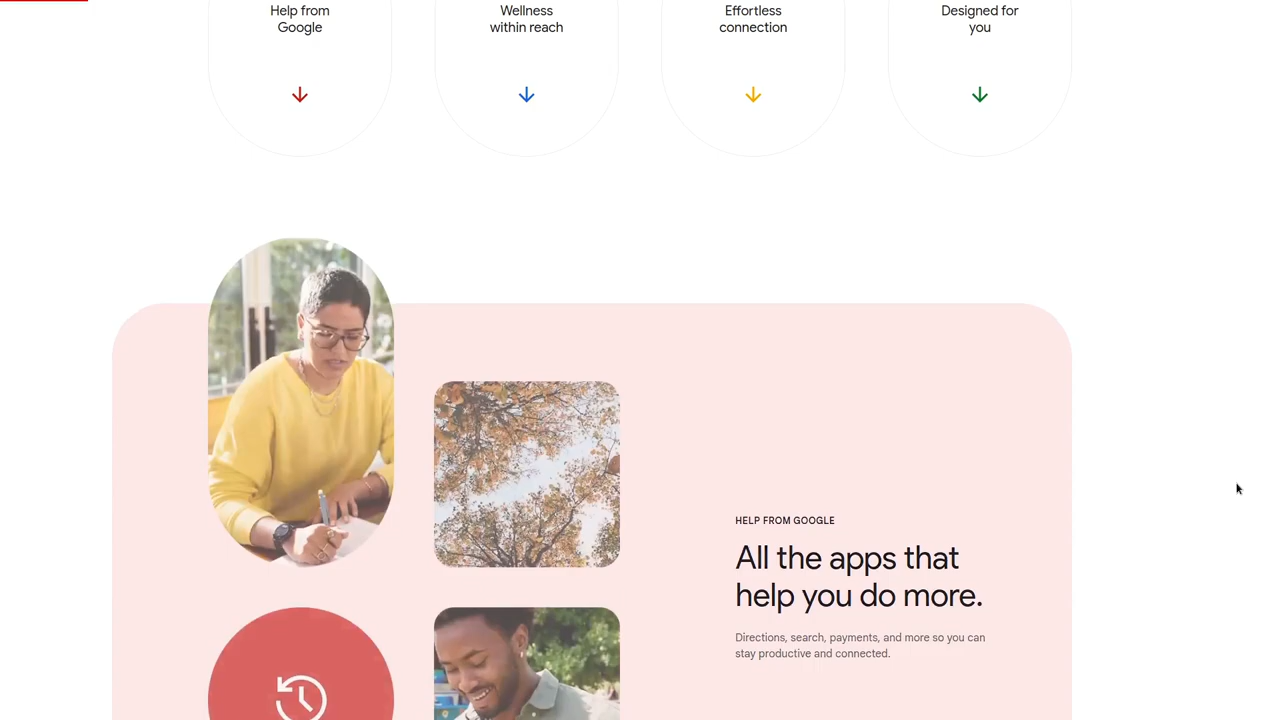 Help from
Google
Wellness
within reach
Effortless
connection
Designed for
you
HELP FROM GOOGLE
All the apps that
help you do more.
Directions, search, payments, and more so you can
stay productive and connected.